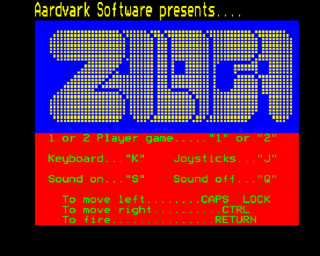 Aardvark Software presents....
ZALAGA
1 or 2 Player game....."1" or "2"
Keyboard..."K" Joysticks..."J"
Sound on..."S" Sound off..."Q"
To move left........CAPS LOCK
To move right..........CTRL
To fire...............RETURN